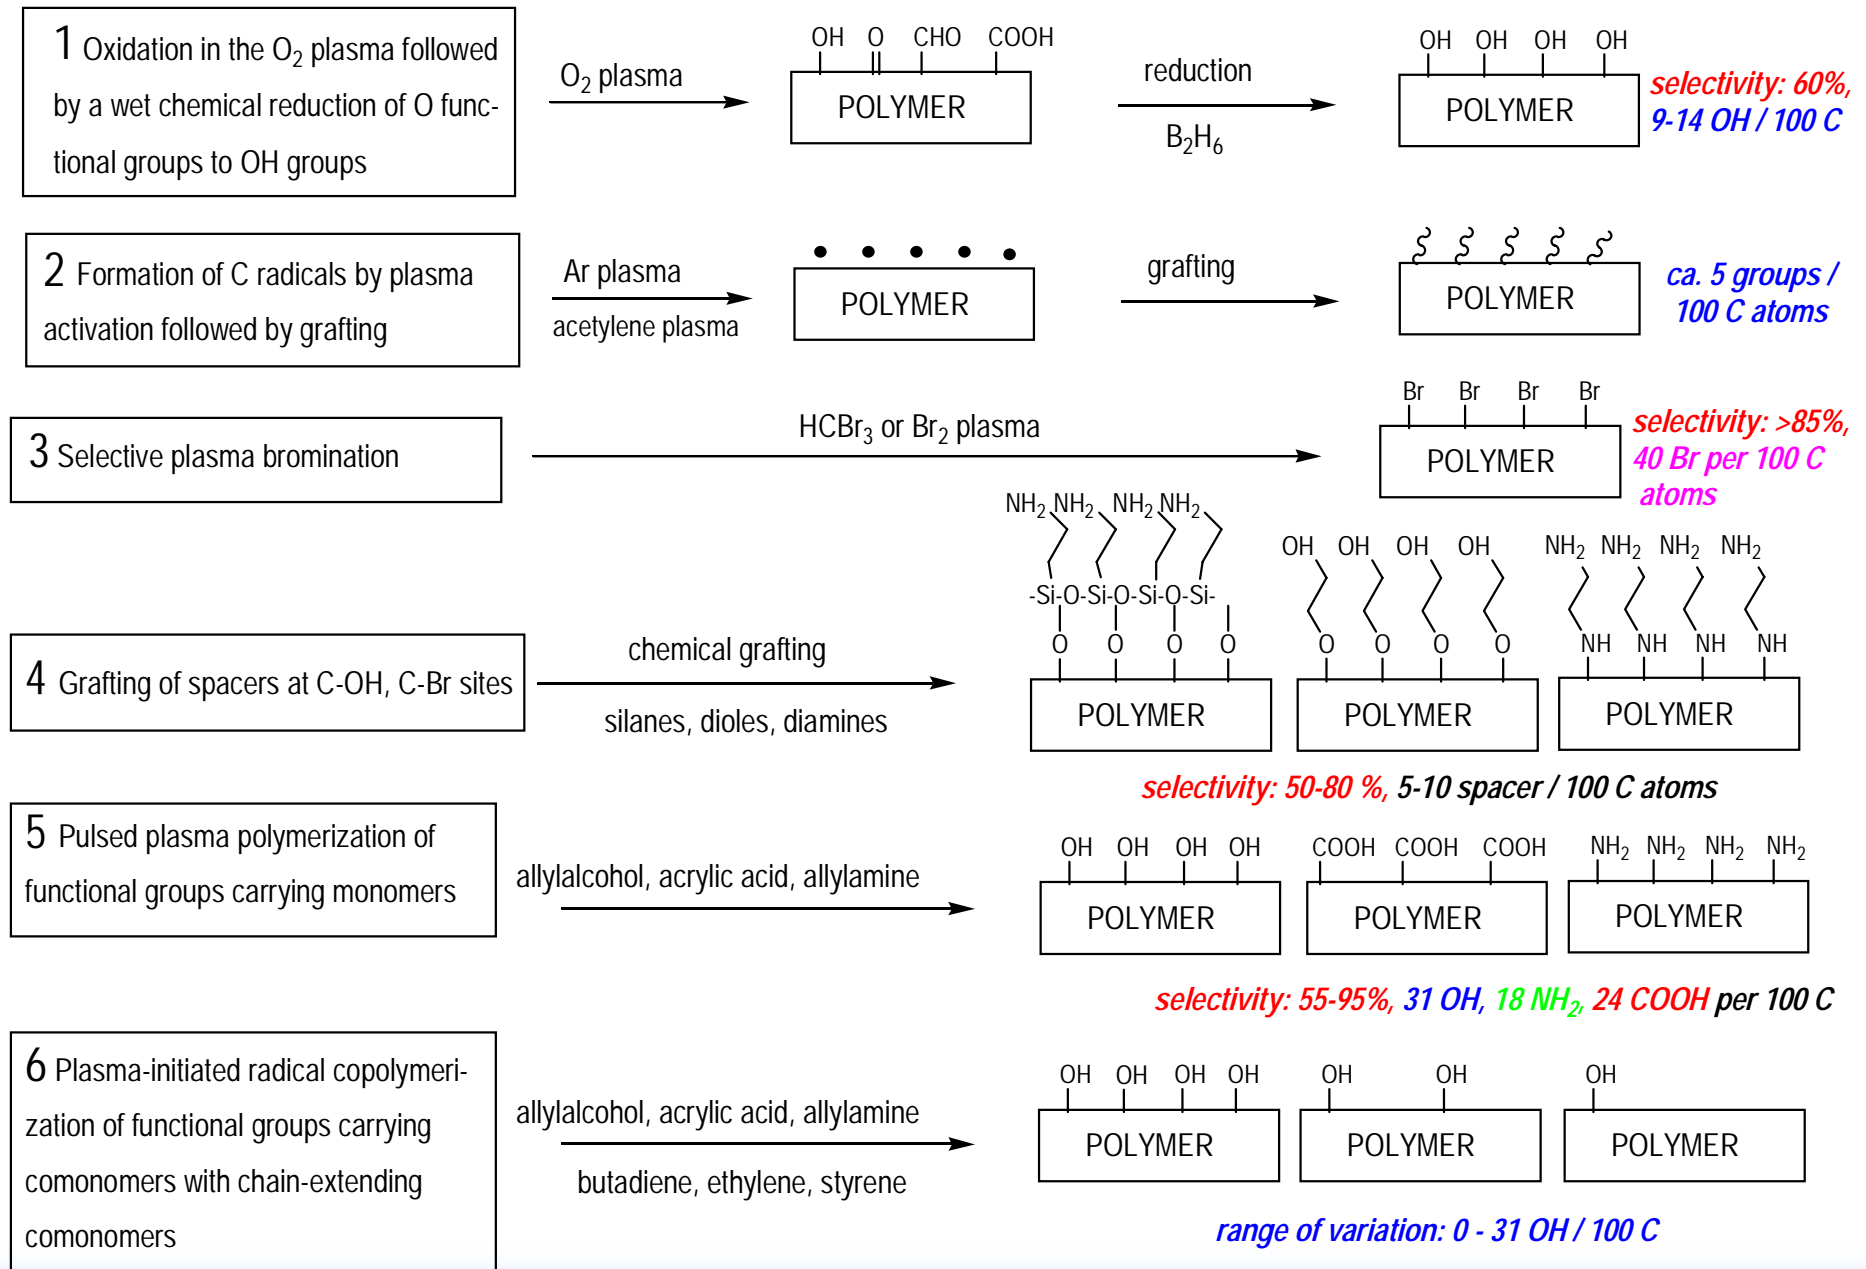 1 Oxidation in the O₂ plasma followed
by a wet chemical reduction of O func-
tional groups to OH groups
O₂ plasma
OH O CHO COOH
POLYMER
reduction
B₂H₆
OH OH OH OH
POLYMER
selectivity: 60%,
9-14 OH / 100 C
2 Formation of C radicals by plasma
activation followed by grafting
Ar plasma
acetylene plasma
POLYMER
grafting
POLYMER
ca. 5 groups /
100 C atoms
3 Selective plasma bromination
HCBr₃ or Br₂ plasma
Br Br Br Br
POLYMER
selectivity: >85%,
40 Br per 100 C
atoms
4 Grafting of spacers at C-OH, C-Br sites
chemical grafting
silanes, dioles, diamines
NH₂ NH₂ NH₂ NH₂
-Si-O-Si-O-Si-O-Si-
O O O O
POLYMER
OH OH OH OH
O O O O
POLYMER
NH₂ NH₂ NH₂ NH₂
NH NH NH NH
POLYMER
selectivity: 50-80 %, 5-10 spacer / 100 C atoms
5 Pulsed plasma polymerization of
functional groups carrying monomers
allylalcohol, acrylic acid, allylamine
OH OH OH OH
POLYMER
COOH COOH COOH
POLYMER
NH₂ NH₂ NH₂ NH₂
POLYMER
selectivity: 55-95%, 31 OH, 18 NH₂, 24 COOH per 100 C
6 Plasma-initiated radical copolymeri-
zation of functional groups carrying
comonomers with chain-extending
comonomers
allylalcohol, acrylic acid, allylamine
butadiene, ethylene, styrene
OH OH OH OH
POLYMER
OH OH
POLYMER
OH
POLYMER
range of variation: 0 - 31 OH / 100 C